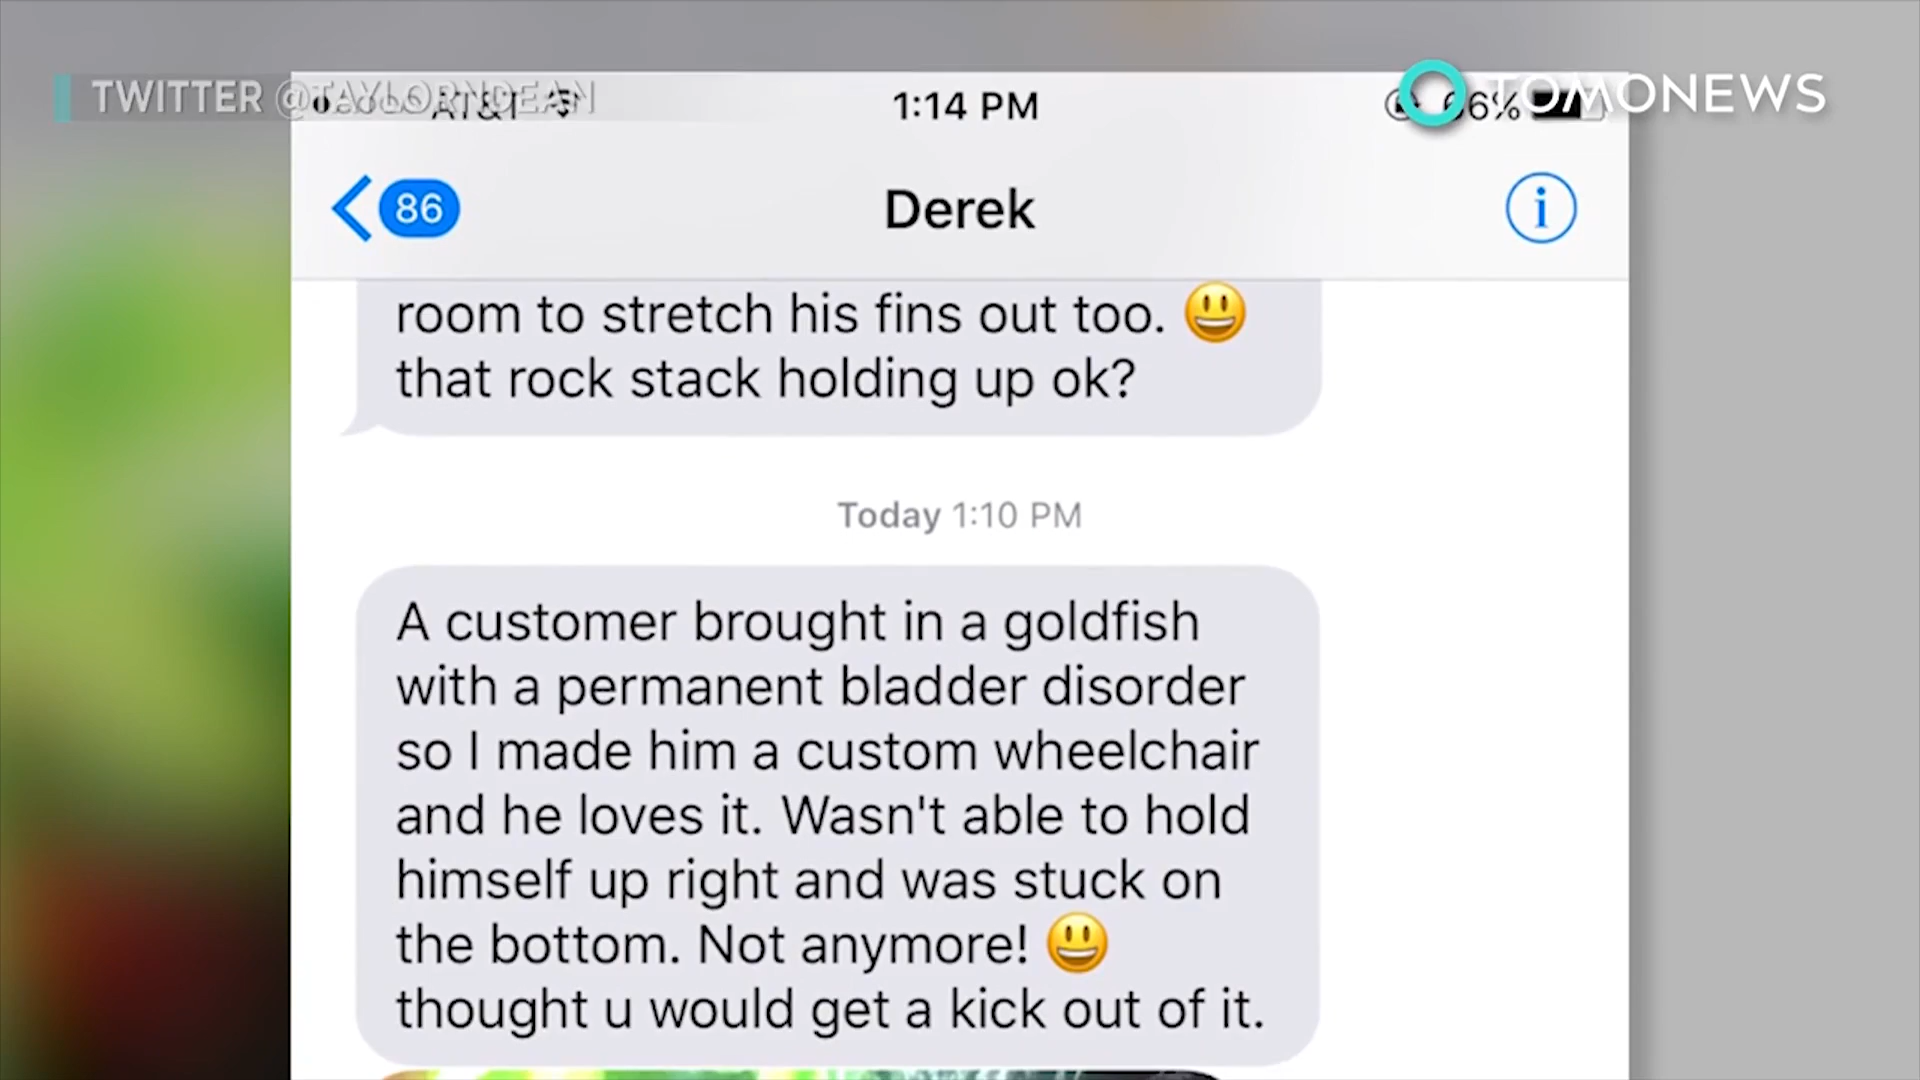 TWITTER @TAYLORNDEAN
AT&T
1:14 PM
66%
TOMONEWS
86
Derek
room to stretch his fins out too. 😃
that rock stack holding up ok?
Today 1:10 PM
A customer brought in a goldfish
with a permanent bladder disorder
so I made him a custom wheelchair
and he loves it. Wasn't able to hold
himself up right and was stuck on
the bottom. Not anymore! 😃
thought u would get a kick out of it.